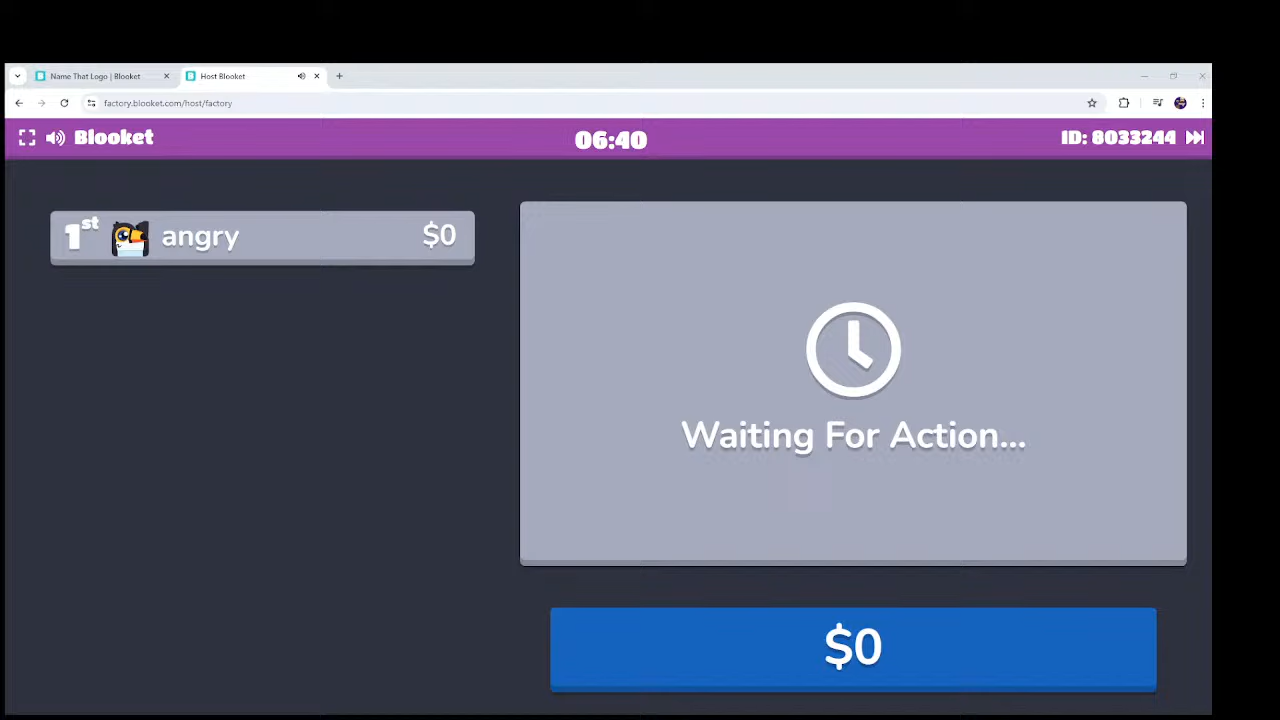 Name That Logo | Blooket
Host Blooket
factory.blooket.com/host/factory
Blooket
06:40
ID: 8033244
1st angry $0
Waiting For Action...
$0